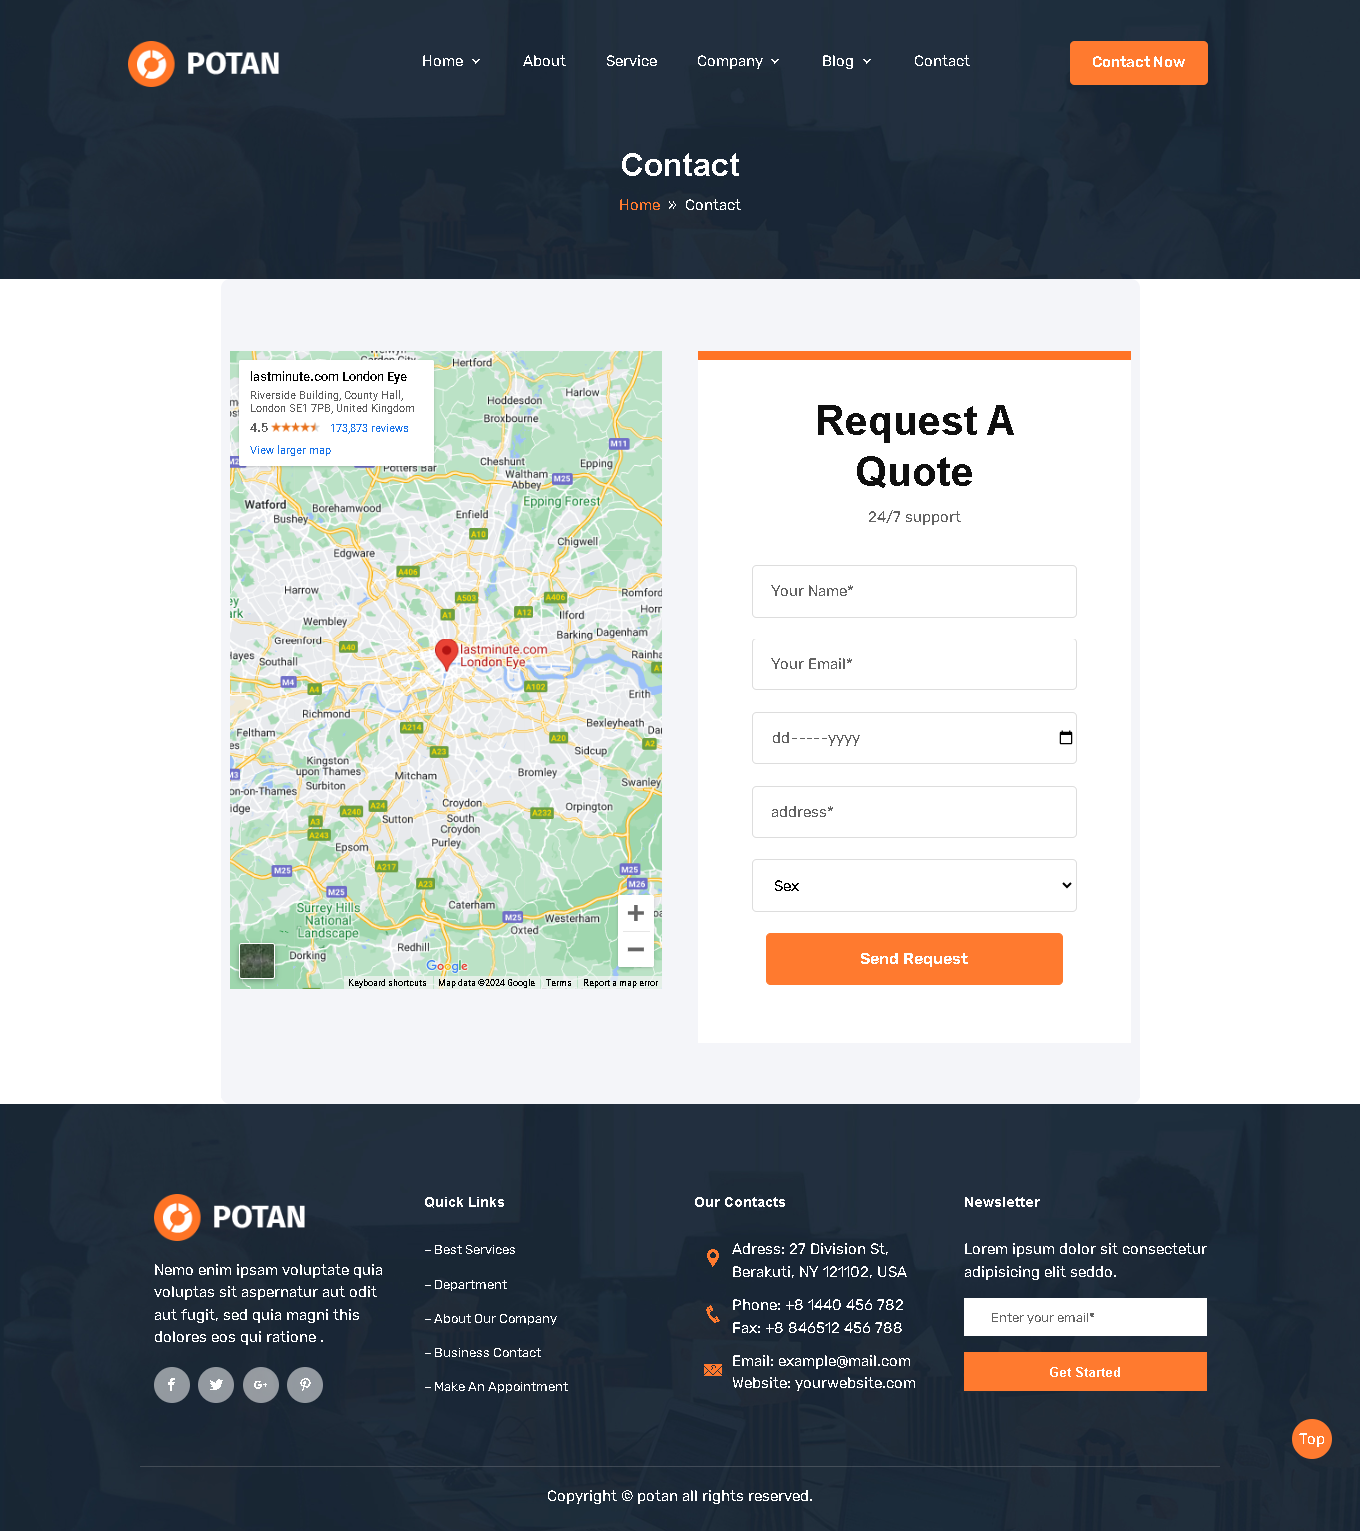 POTAN
Home
About
Service
Company
Blog
Contact
Contact Now
Contact
Home » Contact
lastminute.com London Eye
Riverside Building, County Hall,
London SE1 7PB, United Kingdom
4.5
173,873 reviews
View larger map
Hertford
Harlow
Hoddesdon
Broxbourne
M11
Potters Bar
Cheshunt
Epping
Waltham
Abbey
M25
Watford
Borehamwood
Epping Forest
Bushey
Enfield
A10
Chigwell
Edgware
A406
Harrow
A503
A406
Romford
A1
A12
Ilford
Wembley
Barking
Dagenham
Greenford
A40
Hayes
Southall
lastminute.com
London Eye
M4
A4
A102
Erith
Richmond
A214
Bexleyheath
Feltham
A23
A20
Sidcup
A2
Kingston
upon Thames
M3
Mitcham
Bromley
Surbiton
Swanley
A24
Croydon
Orpington
A240
Sutton
South
Croydon
A232
A3
A243
Purley
Epsom
M25
A217
M25
M25
A23
M26
Surrey Hills
National
Landscape
Caterham
M25
Westerham
Oxted
Redhill
Dorking
Google
Keyboard shortcuts
Map data ©2024 Google
Terms
Report a map error
Request A
Quote
24/7 support
Your Name*
Your Email*
dd-----yyyy
address*
Sex
Send Request
POTAN
Nemo enim ipsam voluptate quia
voluptas sit aspernatur aut odit
aut fugit, sed quia magni this
dolores eos qui ratione .
Quick Links
– Best Services
– Department
– About Our Company
– Business Contact
– Make An Appointment
Our Contacts
Adress: 27 Division St,
Berakuti, NY 121102, USA
Phone: +8 1440 456 782
Fax: +8 846512 456 788
Email: example@mail.com
Website: yourwebsite.com
Newsletter
Lorem ipsum dolor sit consectetur
adipisicing elit seddo.
Enter your email*
Get Started
Top
Copyright © potan all rights reserved.